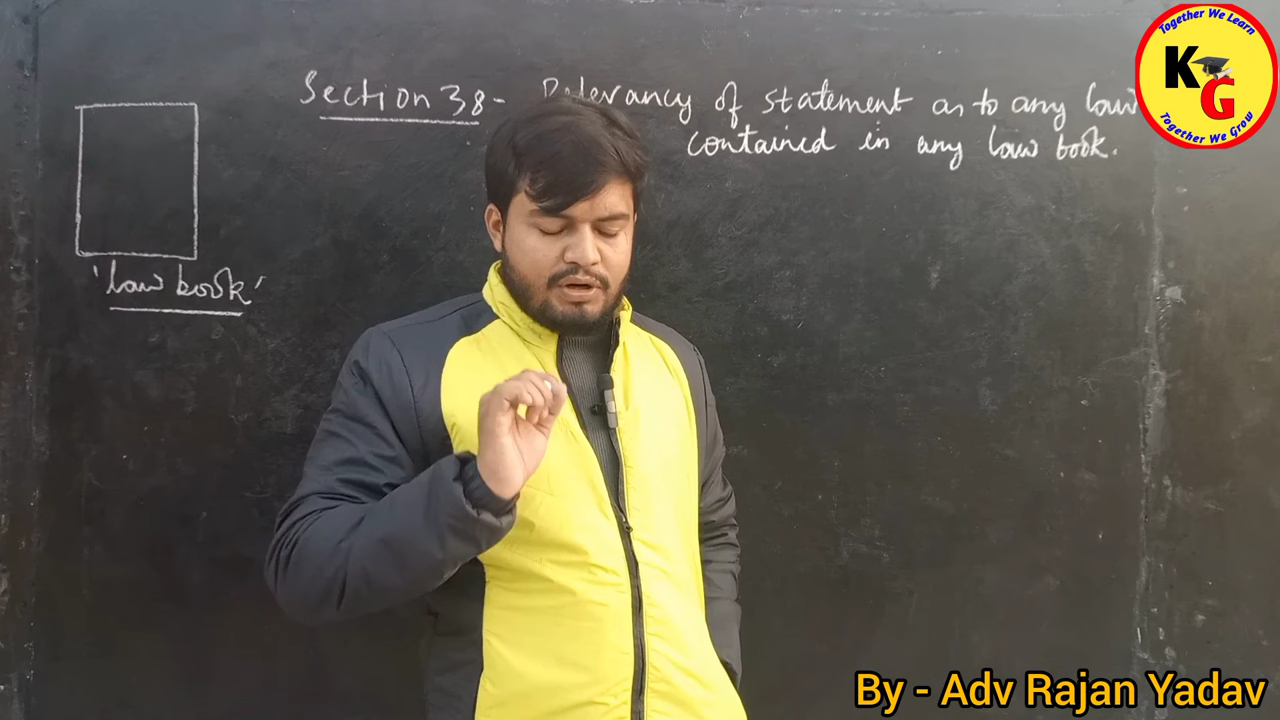 Section 38- Relevancy of statement as to any law
contained in any law book.
'law book'
Together We Learn
KG
Together We Grow
By - Adv Rajan Yadav